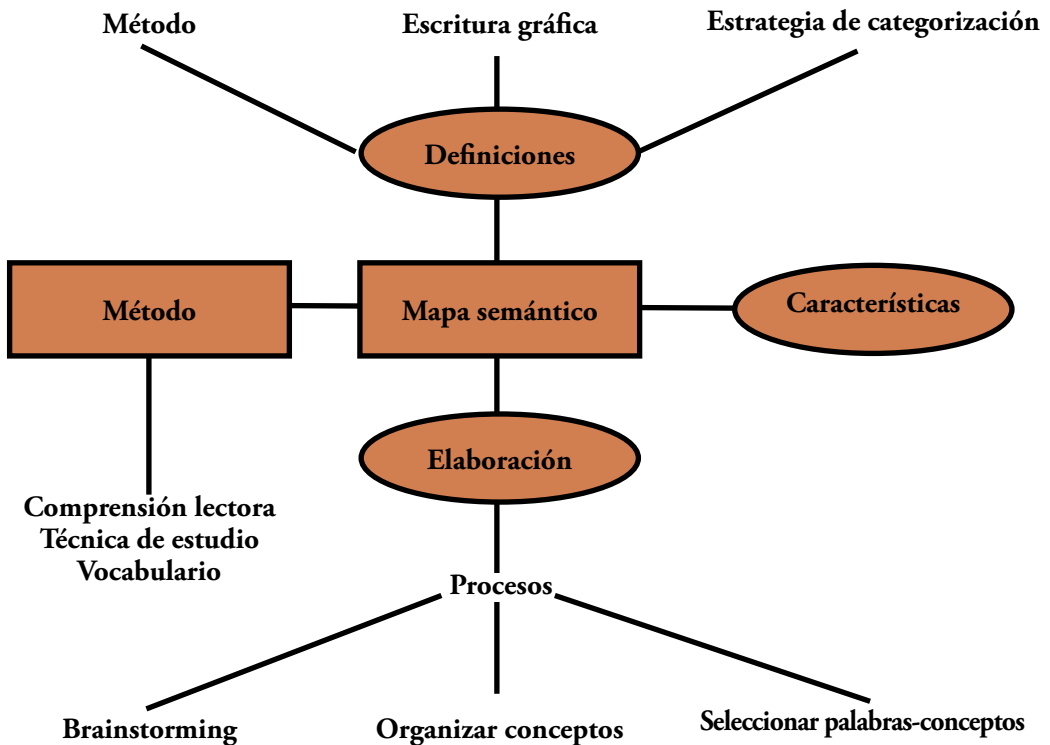 Método
Escritura gráfica
Estrategia de categorización
Definiciones
Método
Mapa semántico
Característícas
Elaboración
Comprensión lectora
Técnica de estudio
Vocabulario
Procesos
Brainstorming
Organizar conceptos
Seleccionar palabras-conceptos